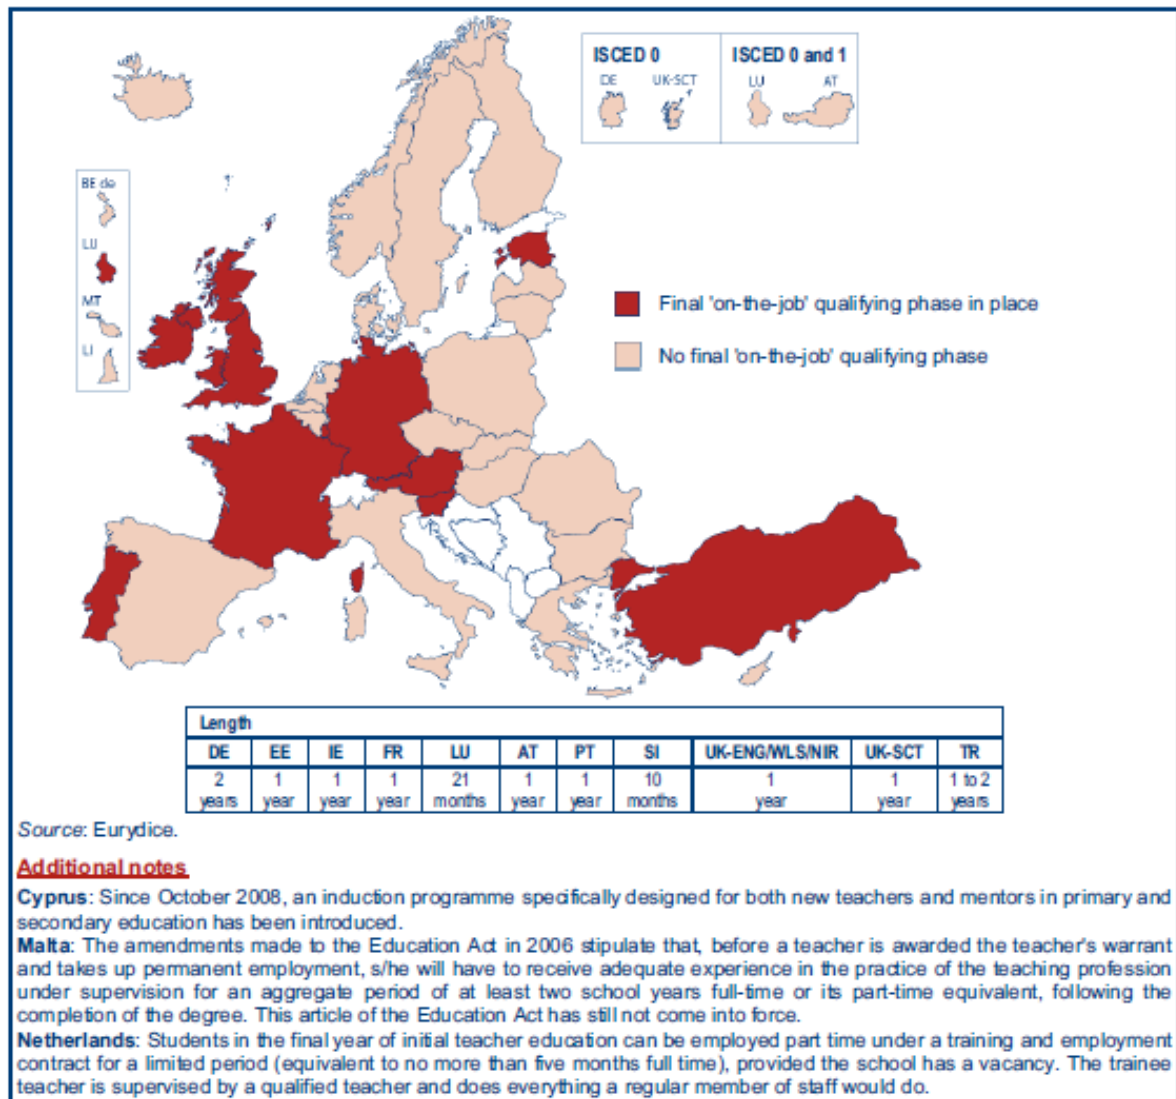 ISCED 0
ISCED 0 and 1
DE
UK-SCT
LU
AT
BE de
LU
MT
LI
Final 'on-the-job' qualifying phase in place
No final 'on-the-job' qualifying phase
Length
DE EE IE FR LU AT PT SI UK-ENG/WLS/NIR UK-SCT TR
2 years 1 year 1 year 1 year 21 months 1 year 1 year 10 months 1 year 1 year 1 to 2 years
Source: Eurydice.
Additional notes
Cyprus: Since October 2008, an induction programme specifically designed for both new teachers and mentors in primary and
secondary education has been introduced.
Malta: The amendments made to the Education Act in 2006 stipulate that, before a teacher is awarded the teacher's warrant
and takes up permanent employment, s/he will have to receive adequate experience in the practice of the teaching profession
under supervision for an aggregate period of at least two school years full-time or its part-time equivalent, following the
completion of the degree. This article of the Education Act has still not come into force.
Netherlands: Students in the final year of initial teacher education can be employed part time under a training and employment
contract for a limited period (equivalent to no more than five months full time), provided the school has a vacancy. The trainee
teacher is supervised by a qualified teacher and does everything a regular member of staff would do.